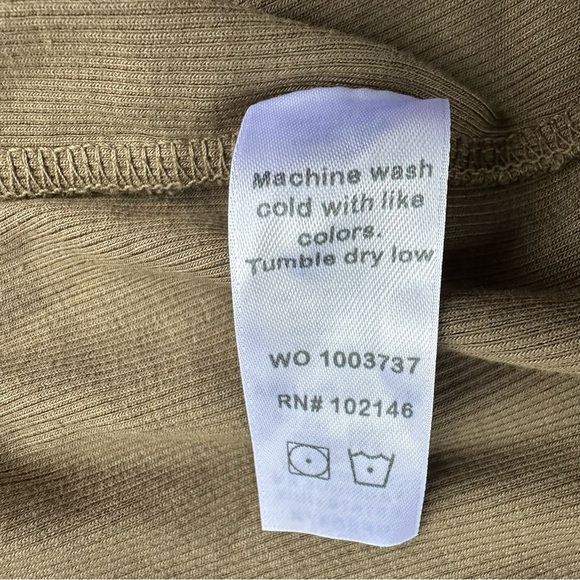 Machine wash
cold with like
colors.
Tumble dry low
WO 1003737
RN# 102146